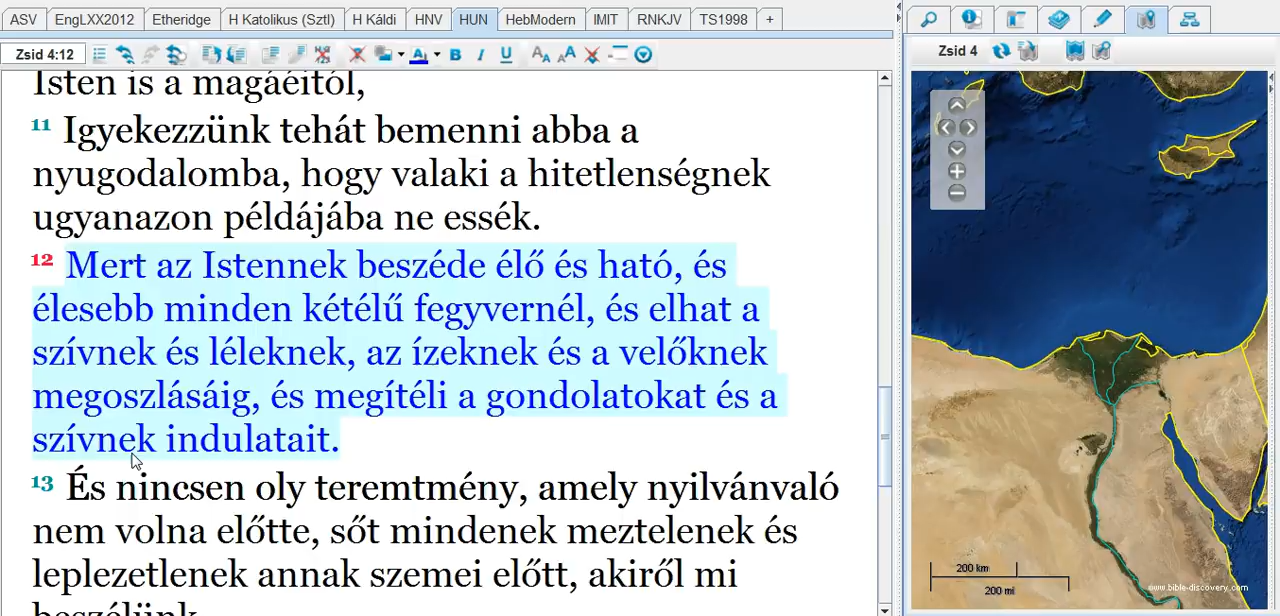 ASV EngLXX2012 Etheridge H Katolikus (Sztl) H Káldi HNV HUN HebModern IMIT RNKJV TS1998 +
Zsid 4:12
Isten is a magáéitól,
11 Igyekezzünk tehát bemenni abba a
nyugodalomba, hogy valaki a hitetlenségnek
ugyanazon példájába ne essék.
12 Mert az Istennek beszéde élő és ható, és
élesebb minden kétélű fegyvernél, és elhat a
szívnek és léleknek, az ízeknek és a velőknek
megoszlásáig, és megítéli a gondolatokat és a
szívnek indulatait.
13 És nincsen oly teremtmény, amely nyilvánvaló
nem volna előtte, sőt mindenek meztelenek és
leplezetlenek annak szemei előtt, akiről mi
beszélünk.
Zsid 4
200 km
200 mi
www.bible-discovery.com